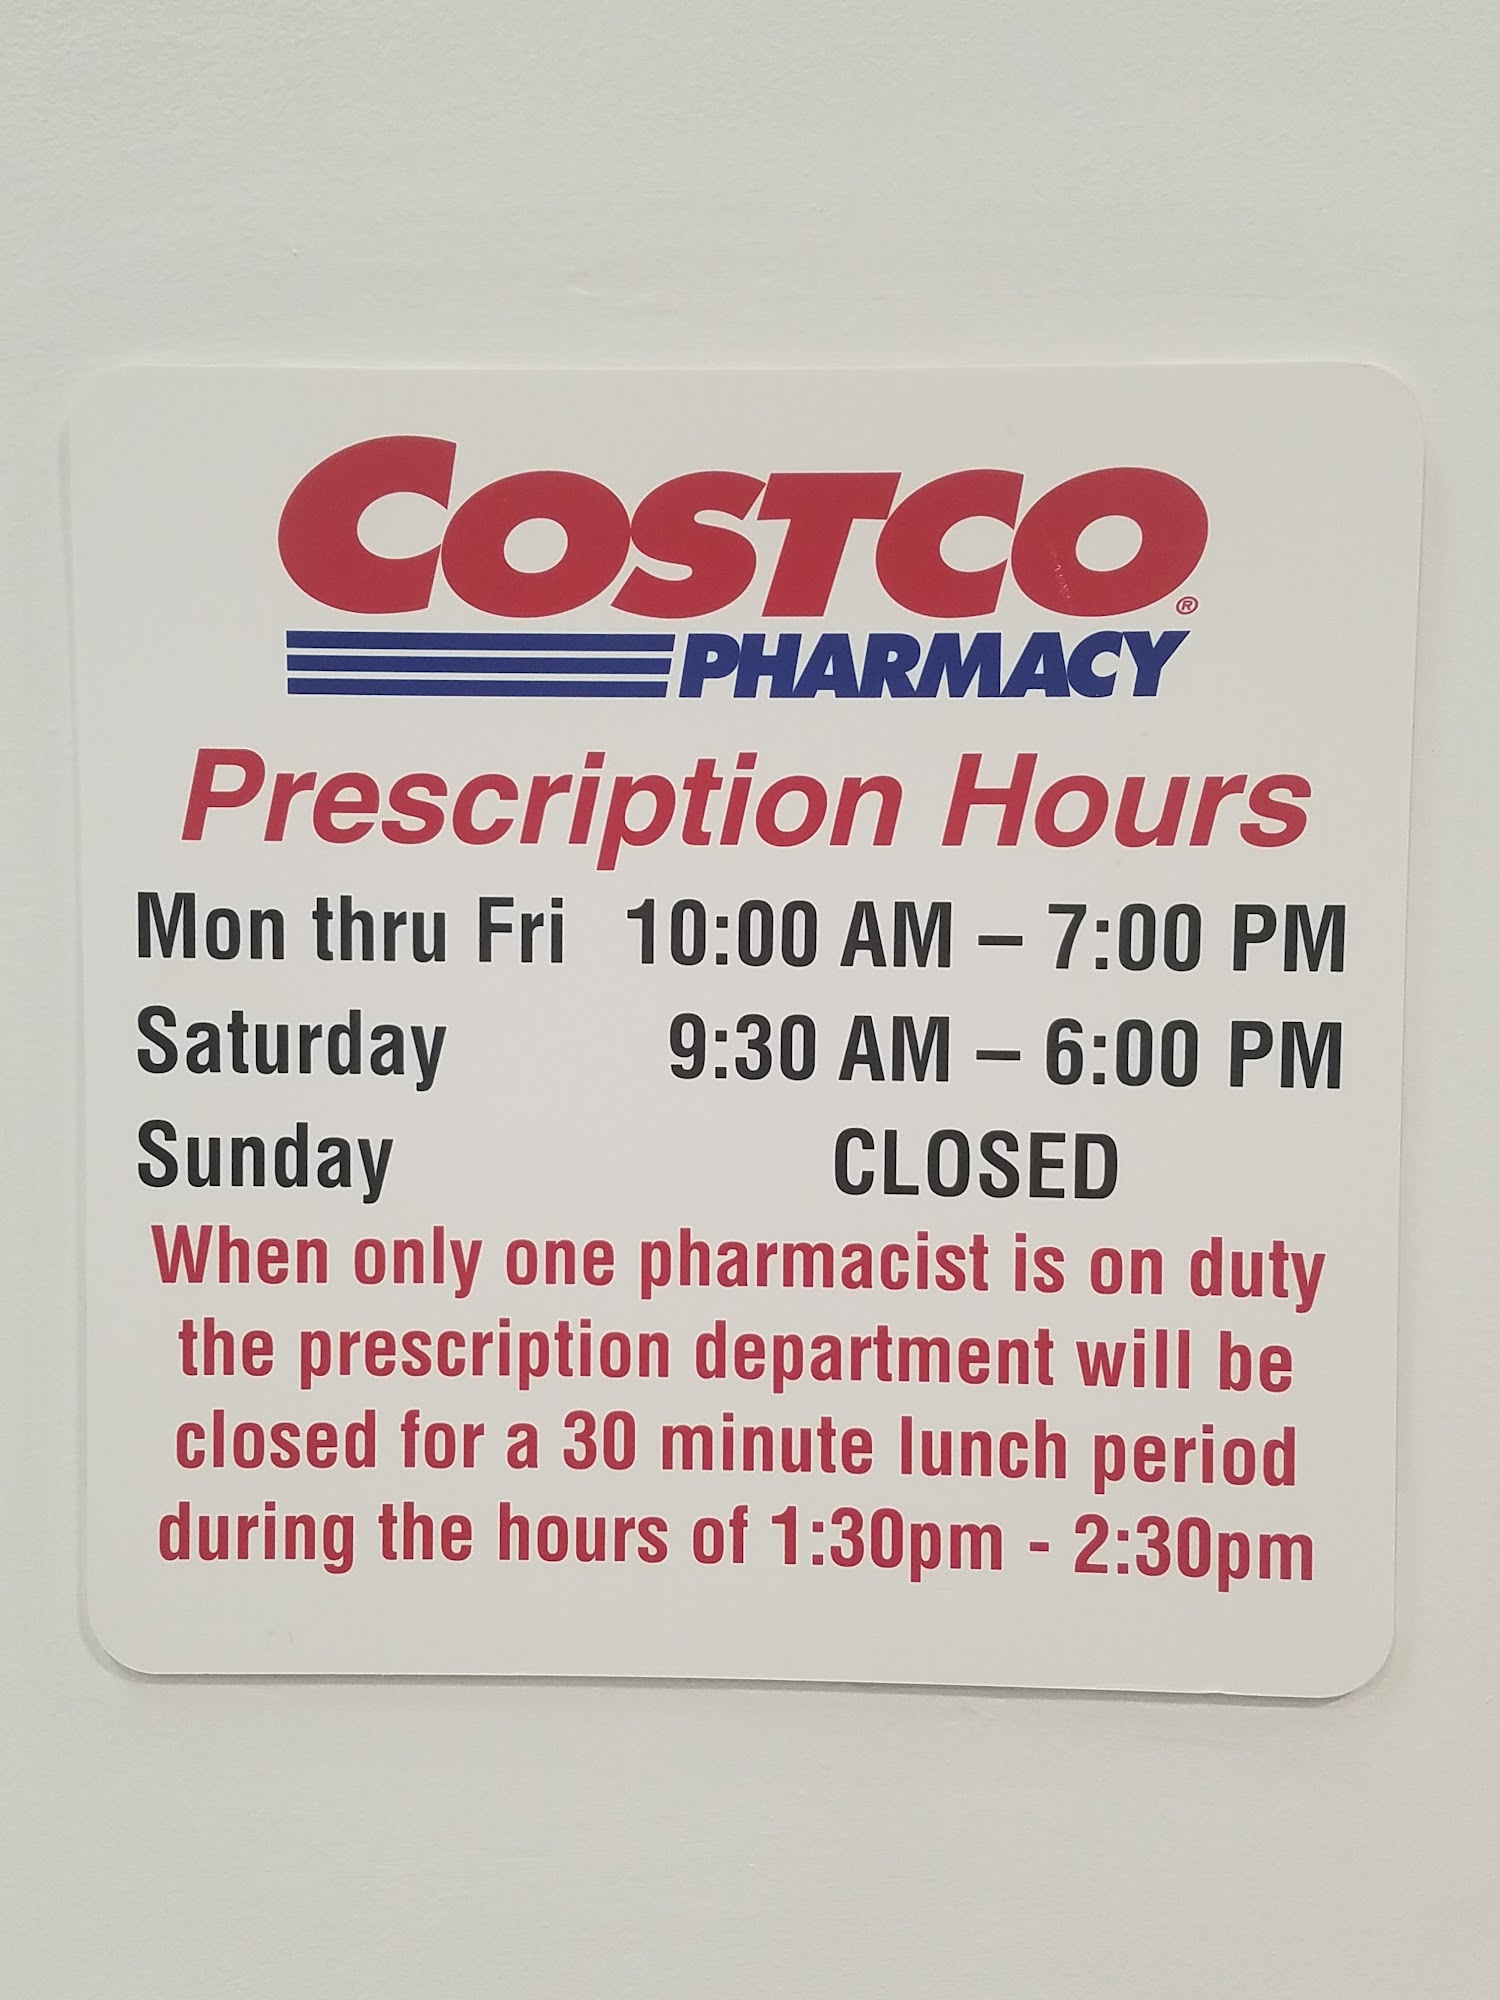 COSTCO®
PHARMACY
Prescription Hours
Mon thru Fri 10:00 AM – 7:00 PM
Saturday 9:30 AM – 6:00 PM
Sunday CLOSED
When only one pharmacist is on duty
the prescription department will be
closed for a 30 minute lunch period
during the hours of 1:30pm - 2:30pm